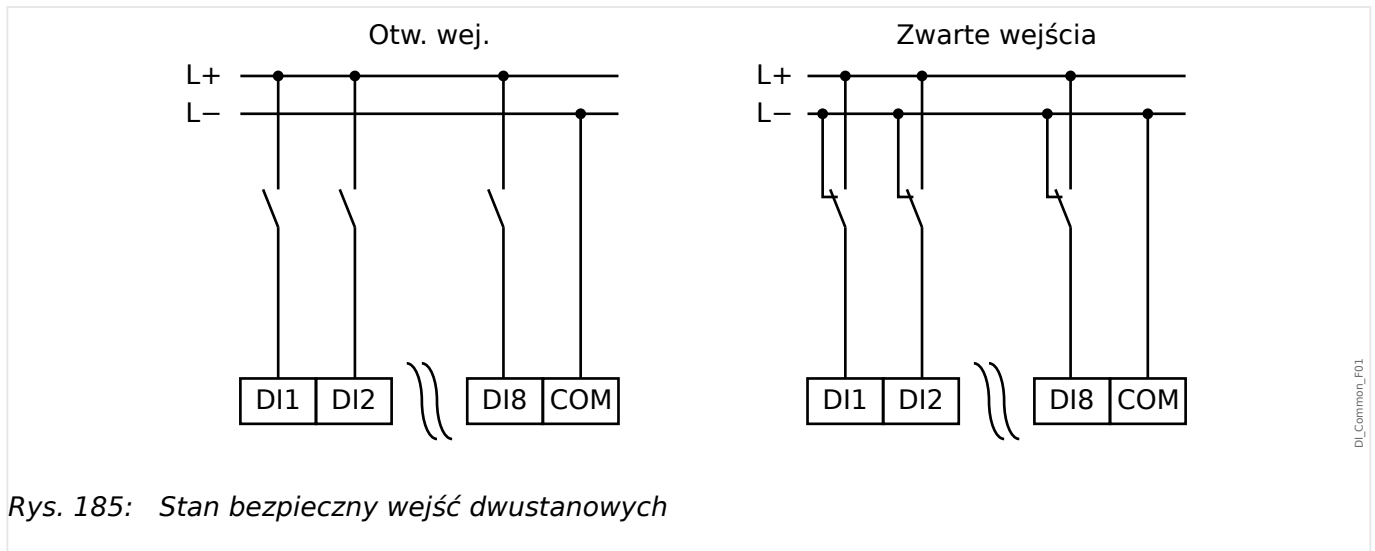 Otw. wej.
Zwarte wejścia
L+
L−
L+
L−
DI1 DI2 DI8 COM
DI1 DI2 DI8 COM
DI_Common_F01
Rys. 185: Stan bezpieczny wejść dwustanowych